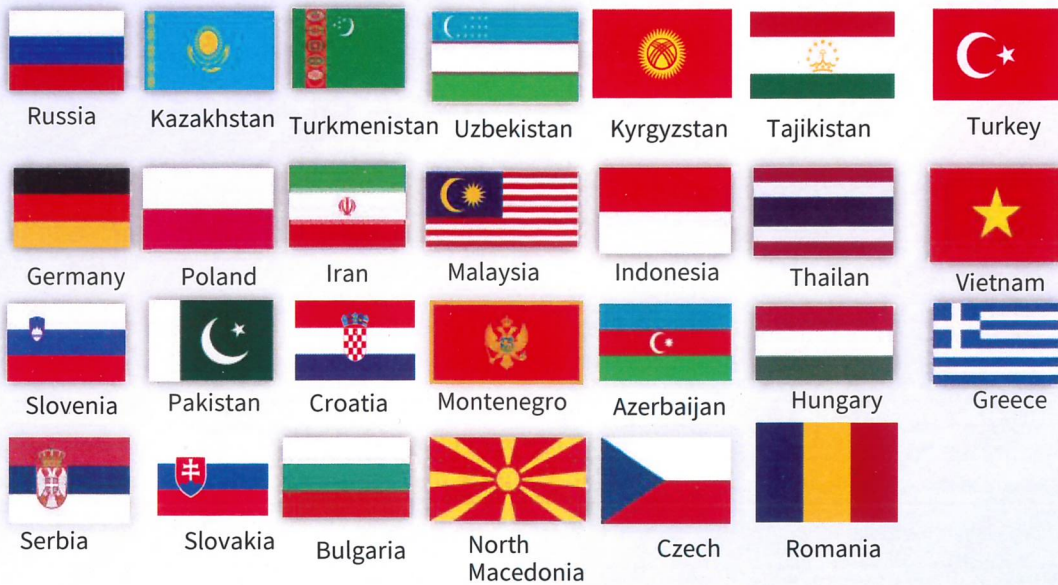 Russia
Kazakhstan
Turkmenistan
Uzbekistan
Kyrgyzstan
Tajikistan
Turkey
Germany
Poland
Iran
Malaysia
Indonesia
Thailan
Vietnam
Slovenia
Pakistan
Croatia
Montenegro
Azerbaijan
Hungary
Greece
Serbia
Slovakia
Bulgaria
North
Macedonia
Czech
Romania